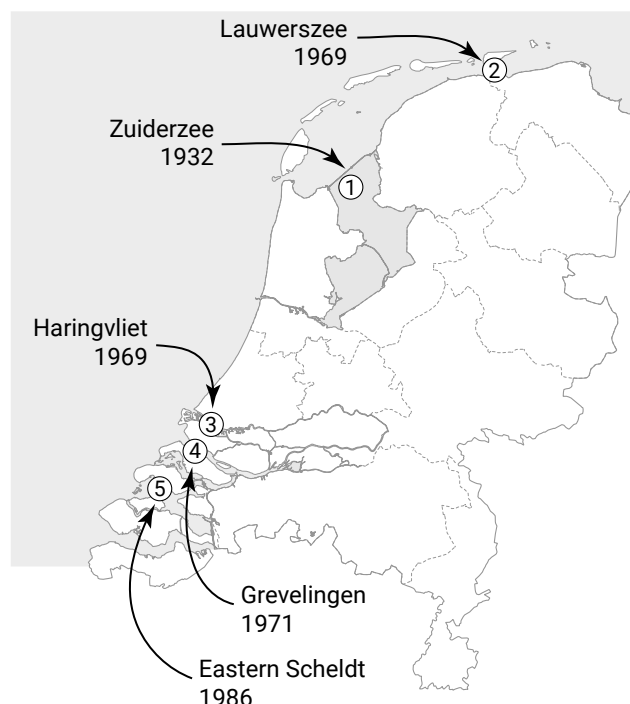 Lauwerszee
1969
2
Zuiderzee
1932
1
Haringvliet
1969
3
4
5
Grevelingen
1971
Eastern Scheldt
1986